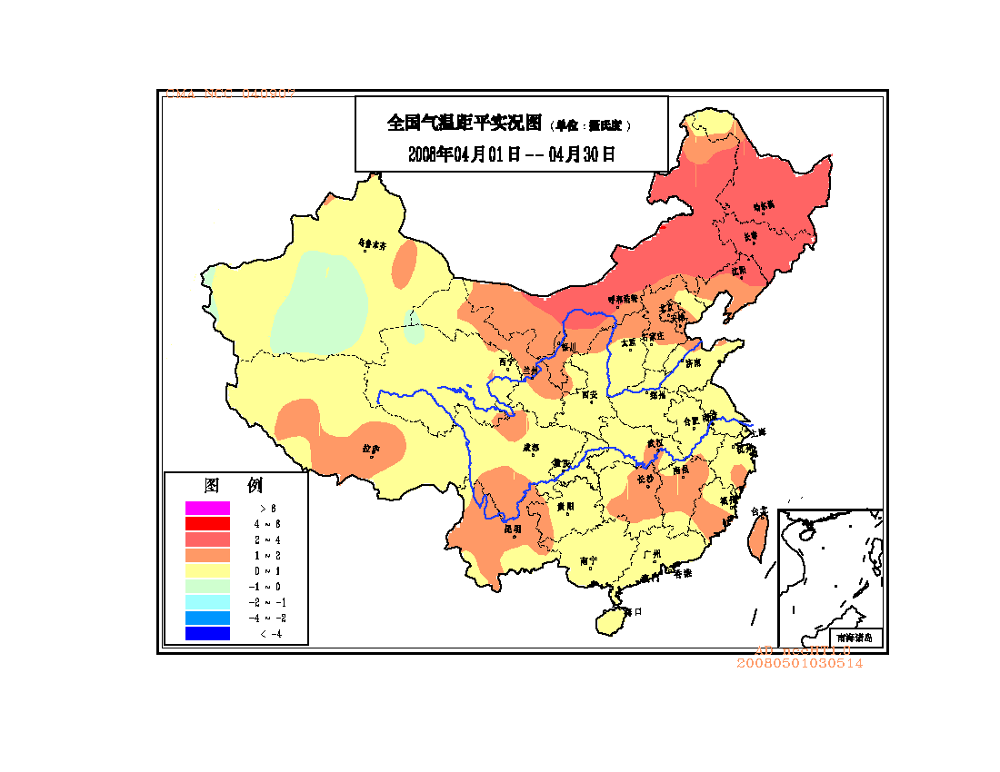 CMA NCC 040907
全国气温距平实况图 (单位:摄氏度)
2008年04月01日 -- 04月30日
哈尔滨
长春
乌鲁木齐
沈阳
呼和浩特
北京
天津
银川
太原 石家庄
西宁
济南
兰州
西安
郑州
合肥 南京
上海
拉萨
成都
武汉
杭州
重庆
长沙
南昌
贵阳
福州
台北
昆明
南宁
广州
澳门 香港
海口
图 例
> 6
4 ~ 6
2 ~ 4
1 ~ 2
0 ~ 1
-1 ~ 0
-2 ~ -1
-4 ~ -2
< -4
南海诸岛
20080501030514